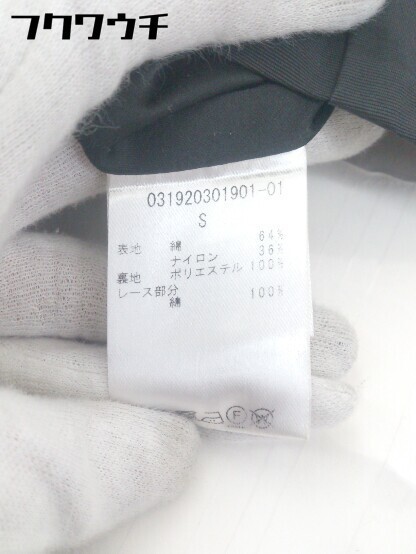 フクワウチ
031920301901-01
S
表地 綿 64%
ナイロン 36%
裏地 ポリエステル 100%
レース部分
綿 100%